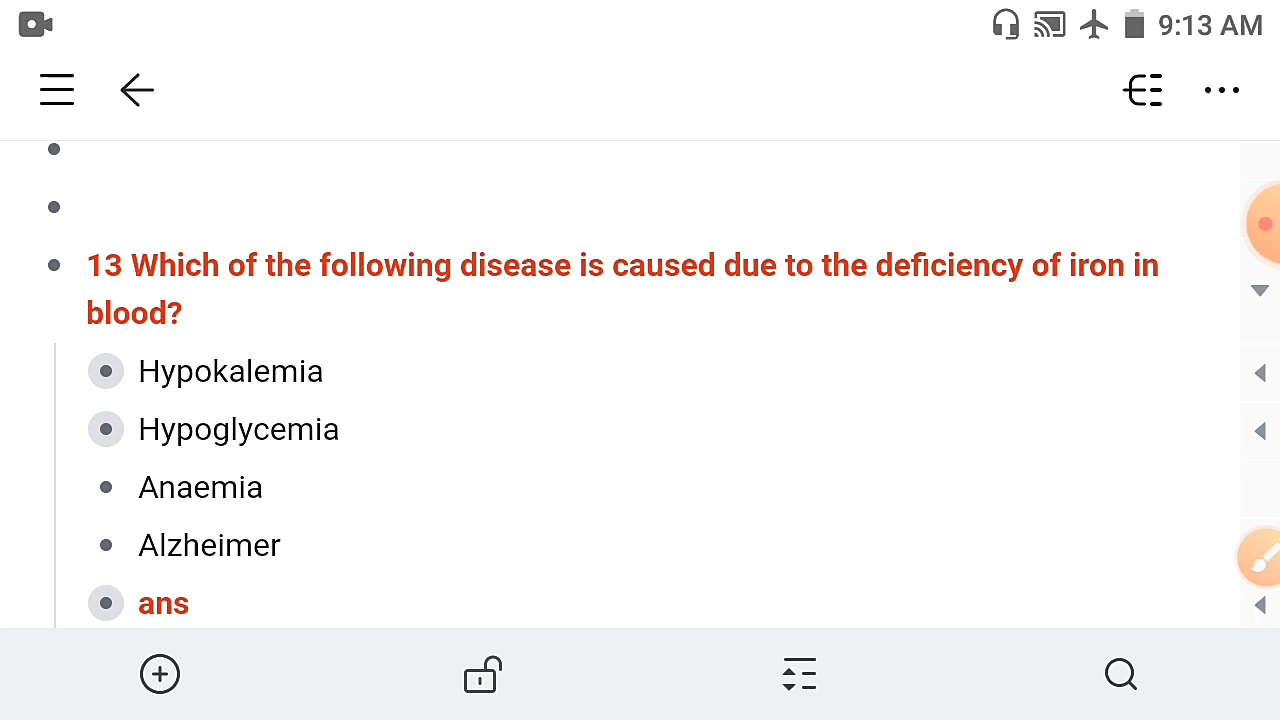 9:13 AM
13 Which of the following disease is caused due to the deficiency of iron in
blood?
Hypokalemia
Hypoglycemia
Anaemia
Alzheimer
ans